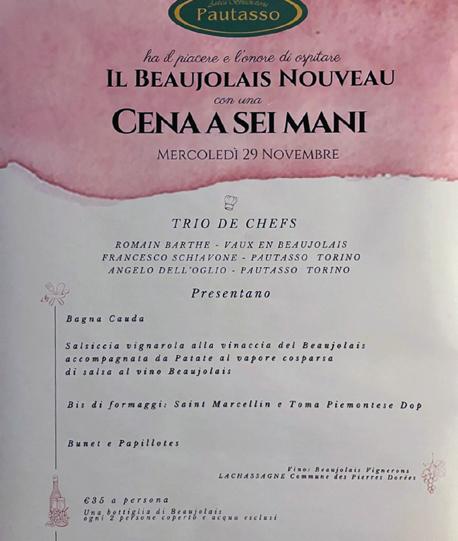 Pautasso
ha il piacere e l'onore di ospitare
IL BEAUJOLAIS NOUVEAU
con una
CENA A SEI MANI
MERCOLEDÌ 29 NOVEMBRE
TRIO DE CHEFS
ROMAIN BARTHE - VAUX EN BEAUJOLAIS
FRANCESCO SCHIAVONE - PAUTASSO TORINO
ANGELO DELL'OGLIO - PAUTASSO TORINO
Presentano
Bagna Cauda
Salsiccia vignarola alla vinaccia del Beaujolais
accompagnata da Patate al vapore cosparsa
di salsa al vino Beaujolais
Bis di formaggi: Saint Marcellin e Toma Piemontese Dop
Bunet e Papillotes
Vino: Beaujolais Vignerons
LACHASSAGNE Commune des Pierres Dorées
€35 a persona
Una bottiglia di Beaujolais
ogni 2 persone coperto e acqua esclusi